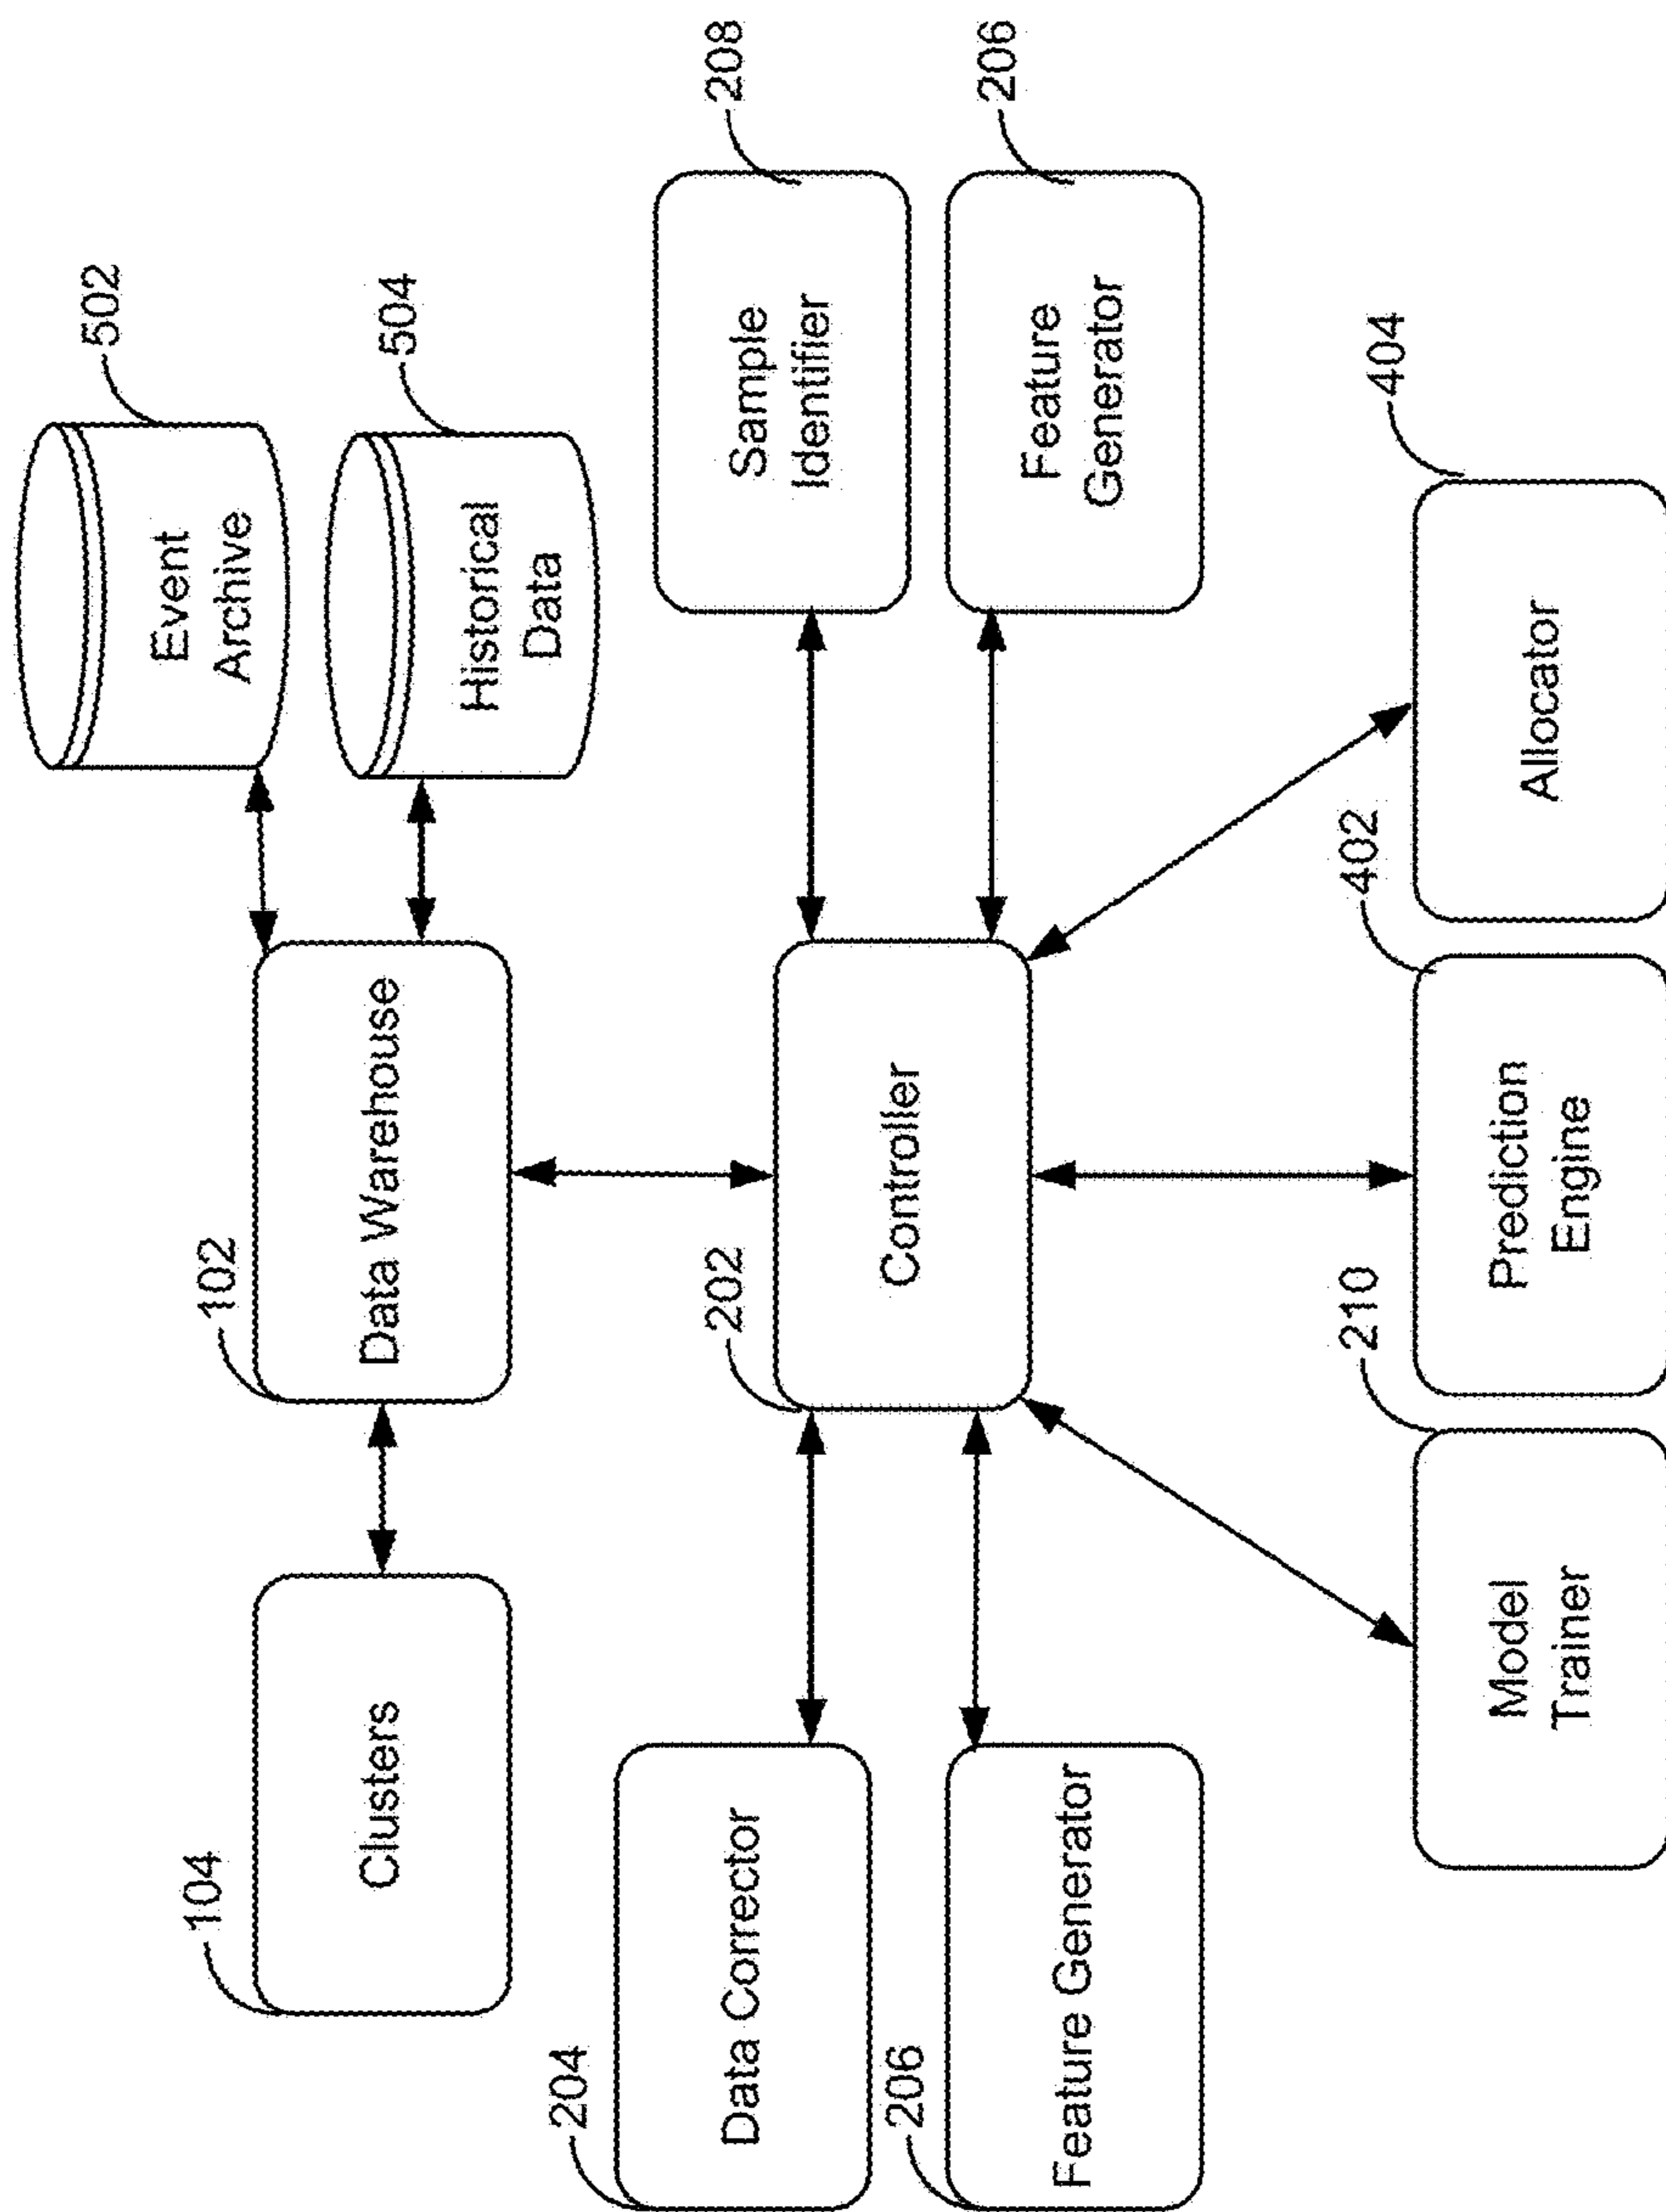 502
Event
Archive
104
102
504
Clusters
Data Warehouse
Historical
Data
204
202
208
Data Corrector
Controller
Sample
Identifier
206
206
Feature Generator
Feature
Generator
210
402
404
Model
Trainer
Prediction
Engine
Allocator